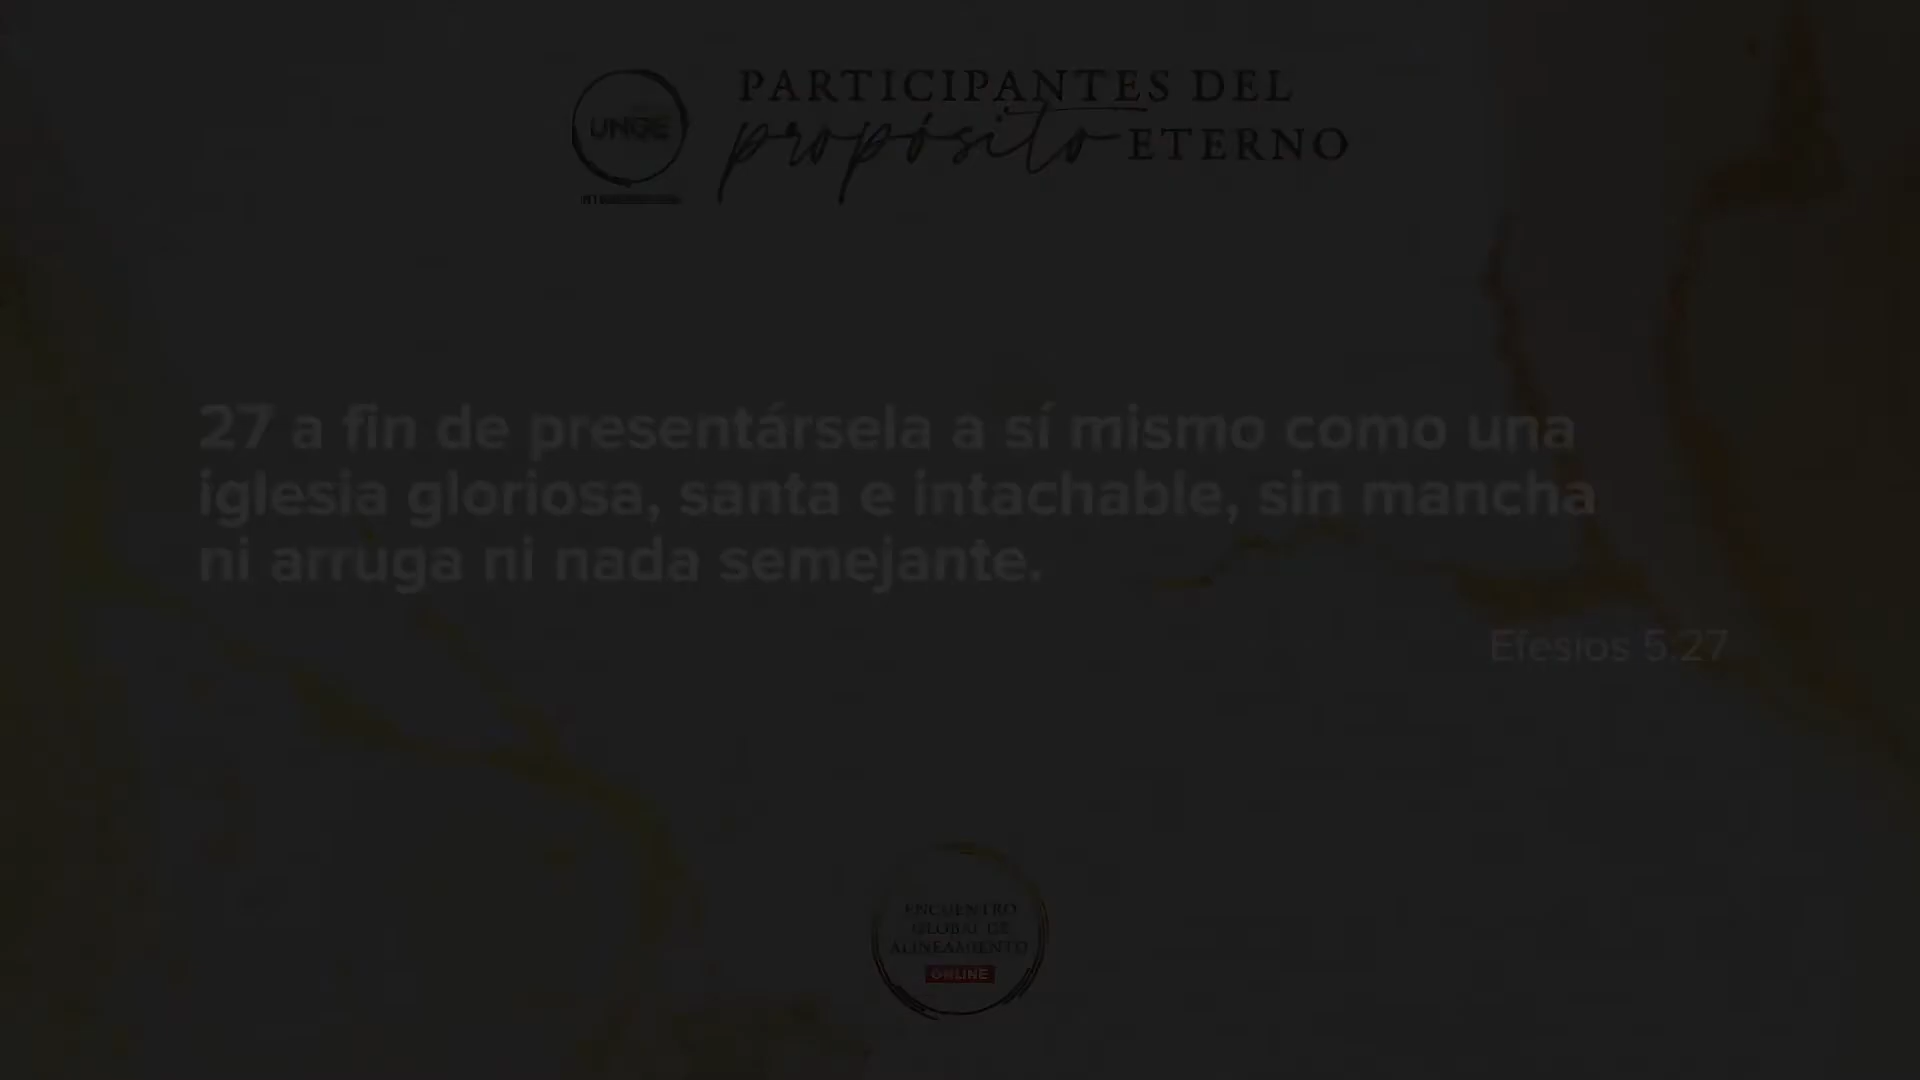 UNGE
PARTICIPANTES DEL
propósito ETERNO
27 a fin de presentársela a sí mismo como una
iglesia gloriosa, santa e intachable, sin mancha
ni arruga ni nada semejante.
Efesios 5.27
ENCUENTRO
GLOBAL DE
ALINEAMIENTO
ONLINE